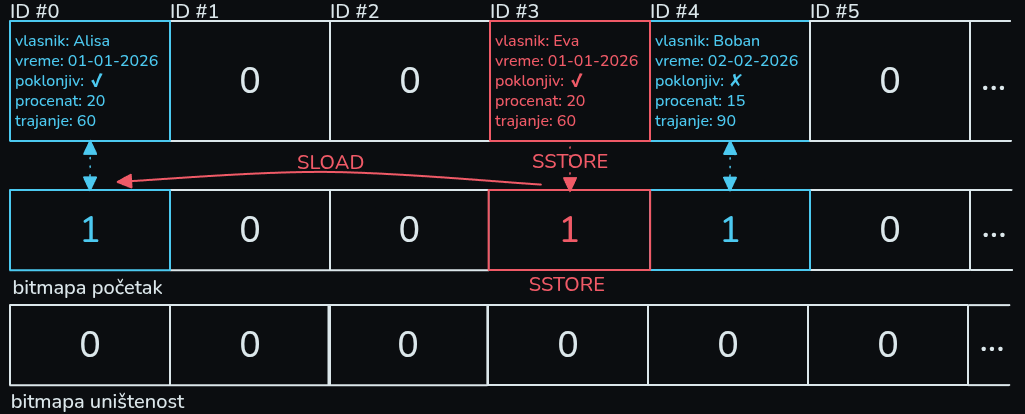 ID #0 ID #1 ID #2 ID #3 ID #4 ID #5
vlasnik: Alisa
vreme: 01-01-2026
poklonjiv: ✓
procenat: 20
trajanje: 60
0
0
vlasnik: Eva
vreme: 01-01-2026
poklonjiv: ✓
procenat: 20
trajanje: 60
vlasnik: Boban
vreme: 02-02-2026
poklonjiv: ✗
procenat: 15
trajanje: 90
0
...
SLOAD
SSTORE
1 0 0 1 1 0 ...
bitmapa početak
SSTORE
0 0 0 0 0 0 ...
bitmapa uništenost